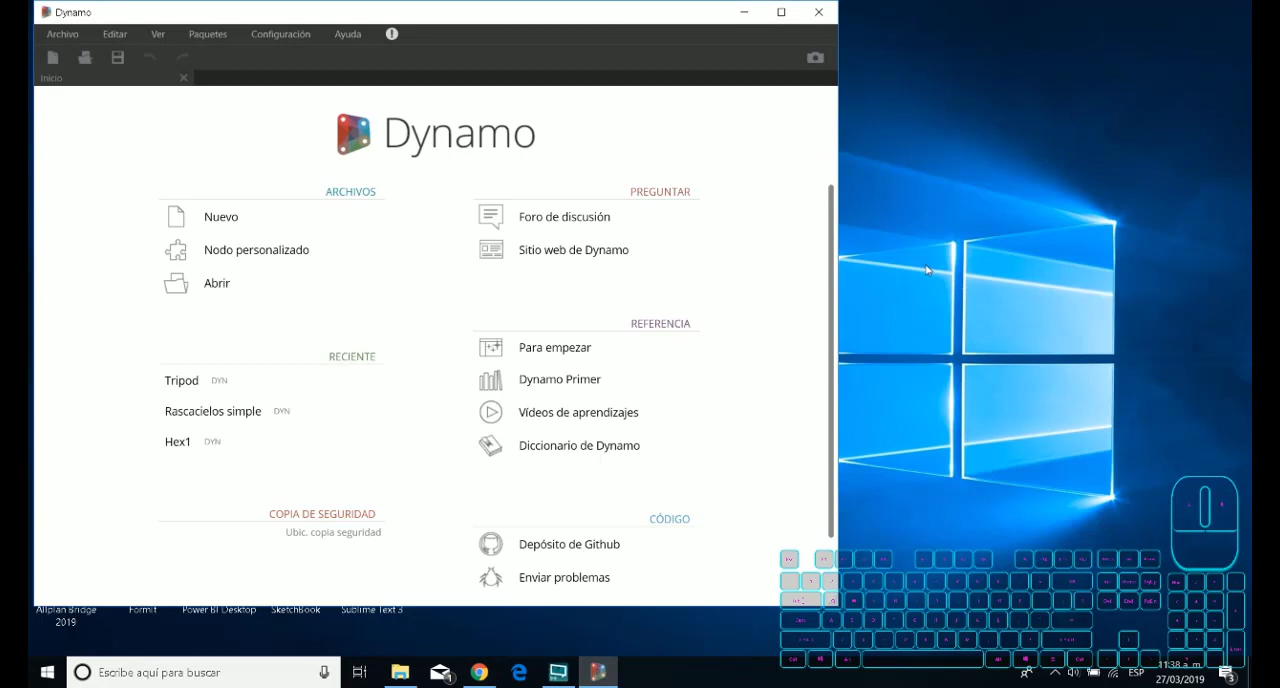 Dynamo
Archivo Editar Ver Paquetes Configuración Ayuda
Inicio
Dynamo
ARCHIVOS
Nuevo
Nodo personalizado
Abrir
RECIENTE
Tripod DYN
Rascacielos simple DYN
Hex1 DYN
COPIA DE SEGURIDAD
Ubic. copia seguridad
PREGUNTAR
Foro de discusión
Sitio web de Dynamo
REFERENCIA
Para empezar
Dynamo Primer
Vídeos de aprendizajes
Diccionario de Dynamo
CÓDIGO
Depósito de Github
Enviar problemas
Allplan Bridge FormIt Power BI Desktop SketchBook Sublime Text 3
2019
Escribe aquí para buscar
ESP
11:38 a. m.
27/03/2019